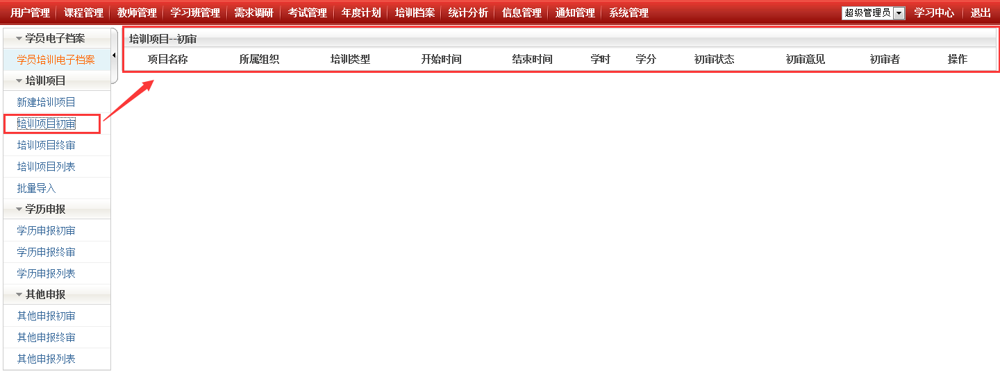 用户管理 课程管理 教师管理 学习班管理 需求调研 考试管理 年度计划 培训档案 统计分析 信息管理 通知管理 系统管理 超级管理员 学习中心 退出
学员电子档案
学员培训电子档案
培训项目
新建培训项目
培训项目初审
培训项目终审
培训项目列表
批量导入
学历申报
学历申报初审
学历申报终审
学历申报列表
其他申报
其他申报初审
其他申报终审
其他申报列表
培训项目--初审
项目名称 所属组织 培训类型 开始时间 结束时间 学时 学分 初审状态 初审意见 初审者 操作